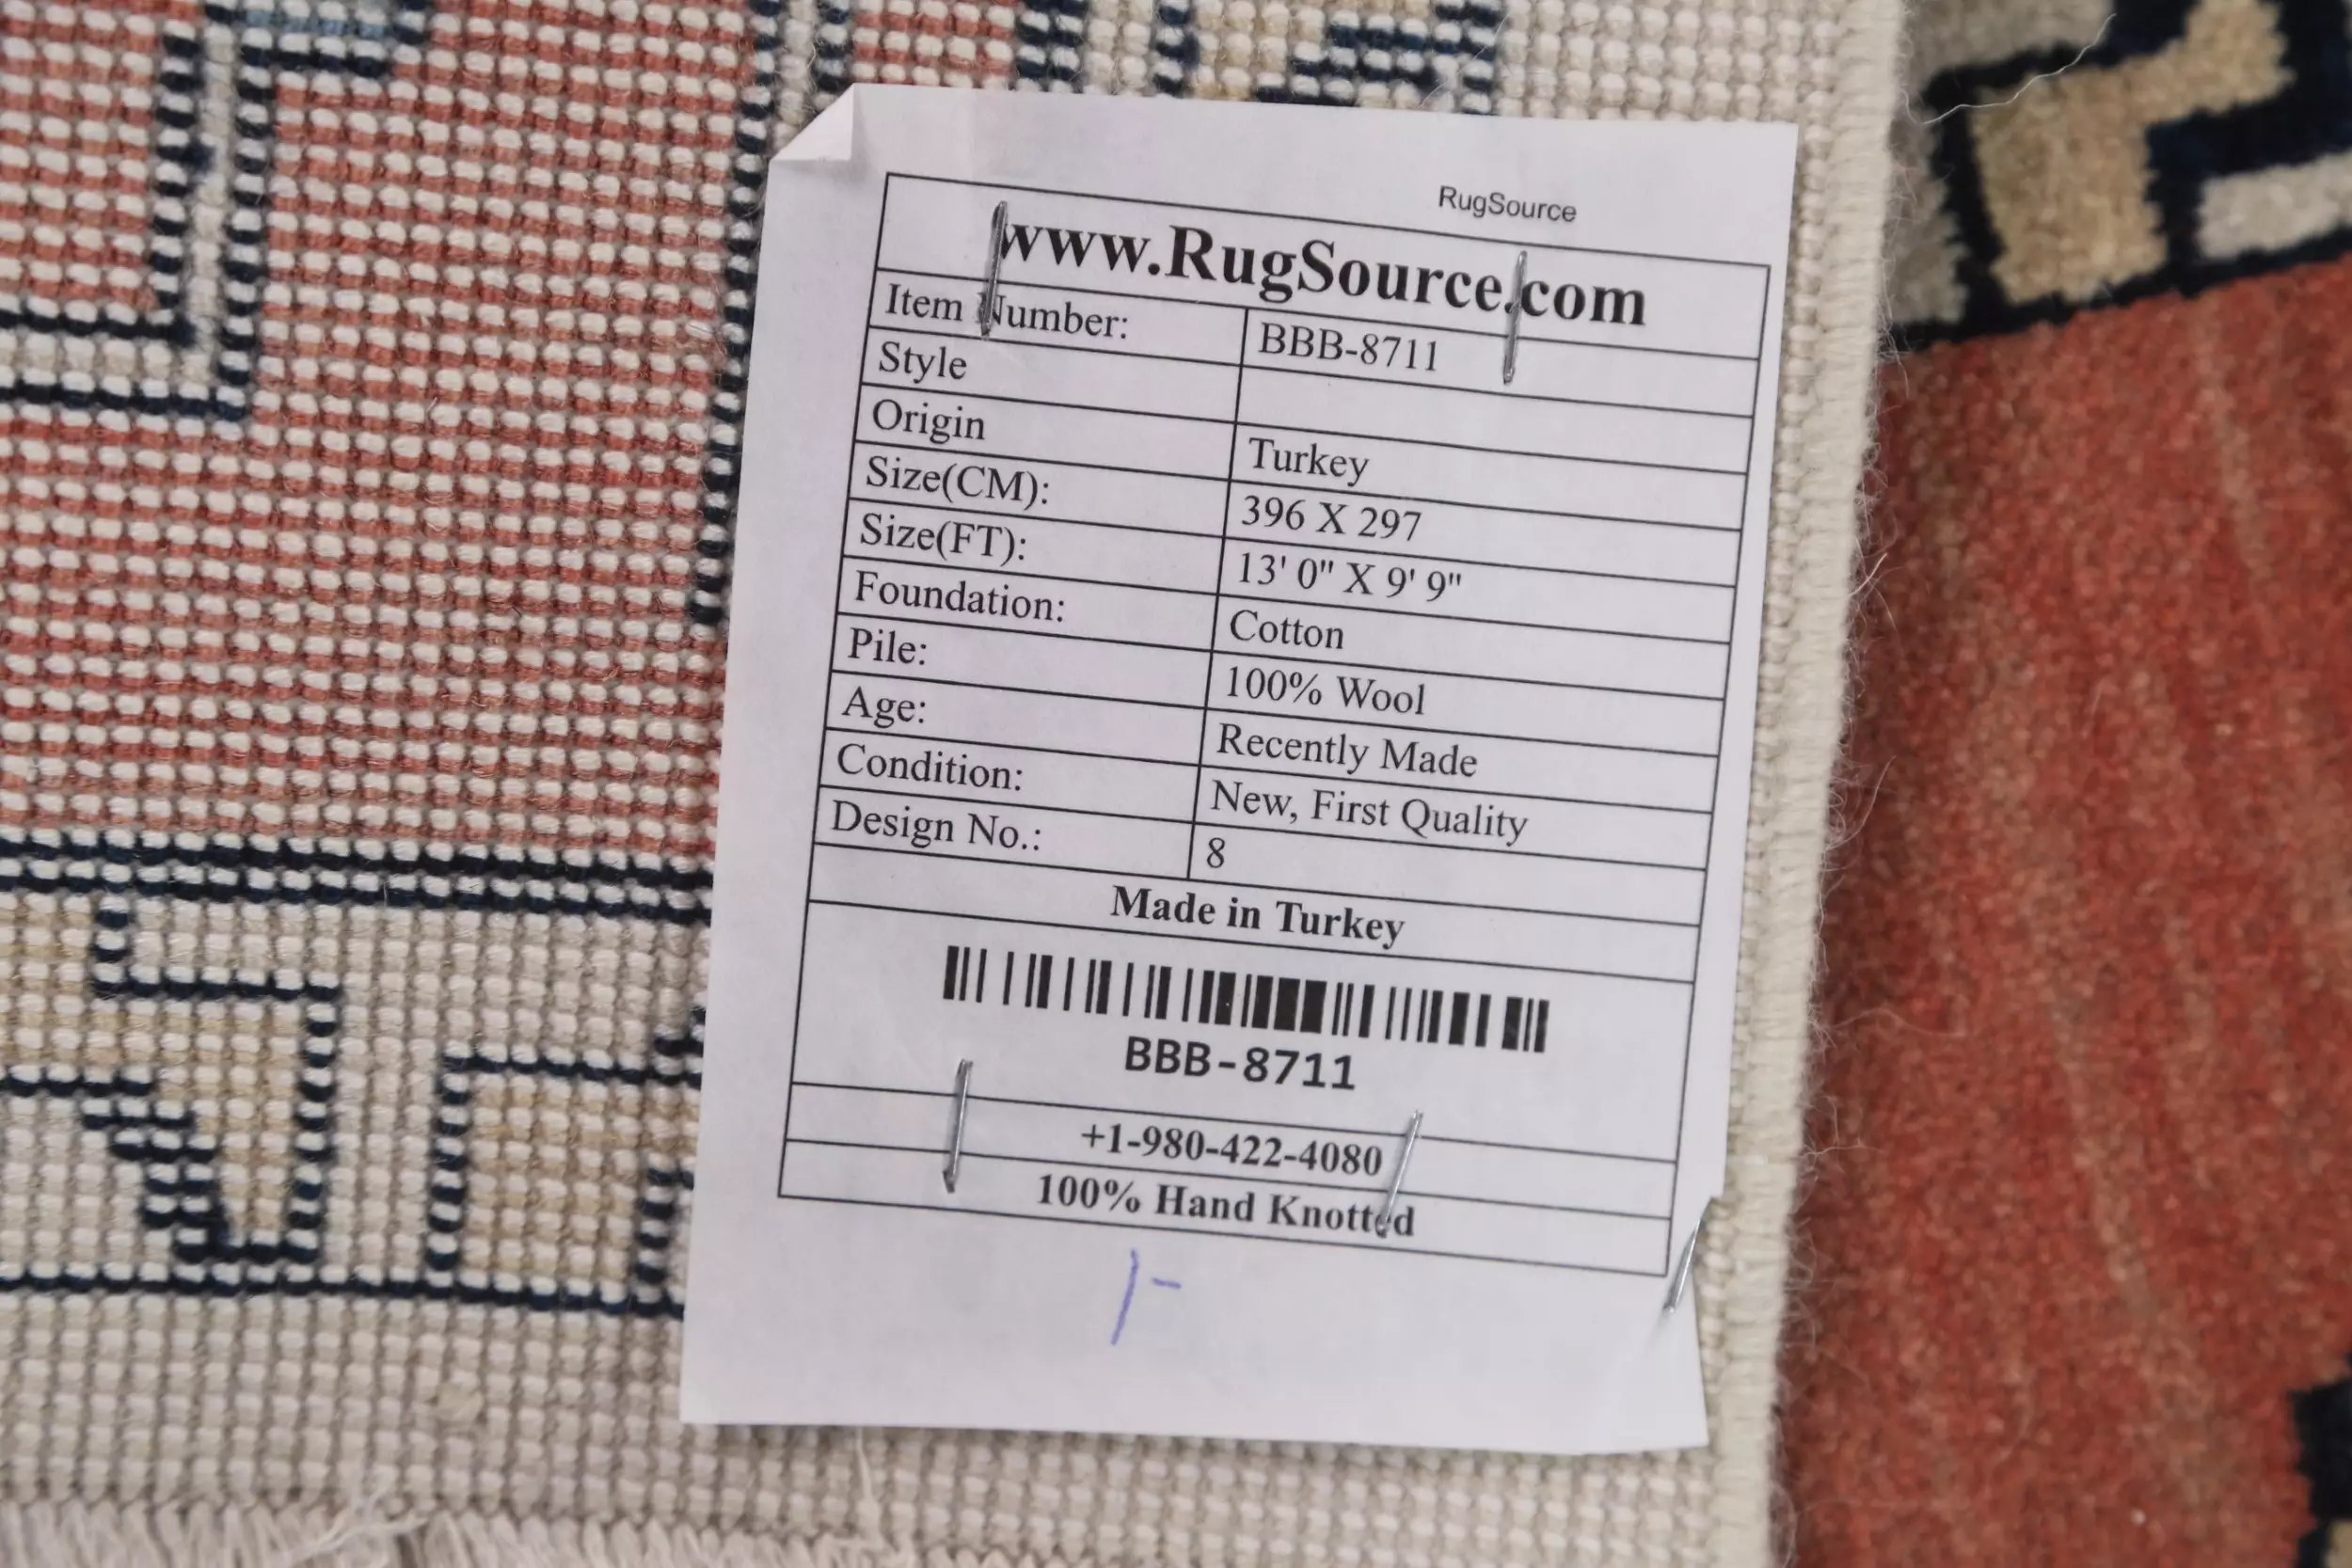 RugSource
www.RugSource.com
Item Number: BBB-8711
Style
Origin Turkey
Size(CM): 396 X 297
Size(FT): 13' 0" X 9' 9"
Foundation: Cotton
Pile: 100% Wool
Age: Recently Made
Condition: New, First Quality
Design No.: 8
Made in Turkey
BBB-8711
+1-980-422-4080
100% Hand Knotted